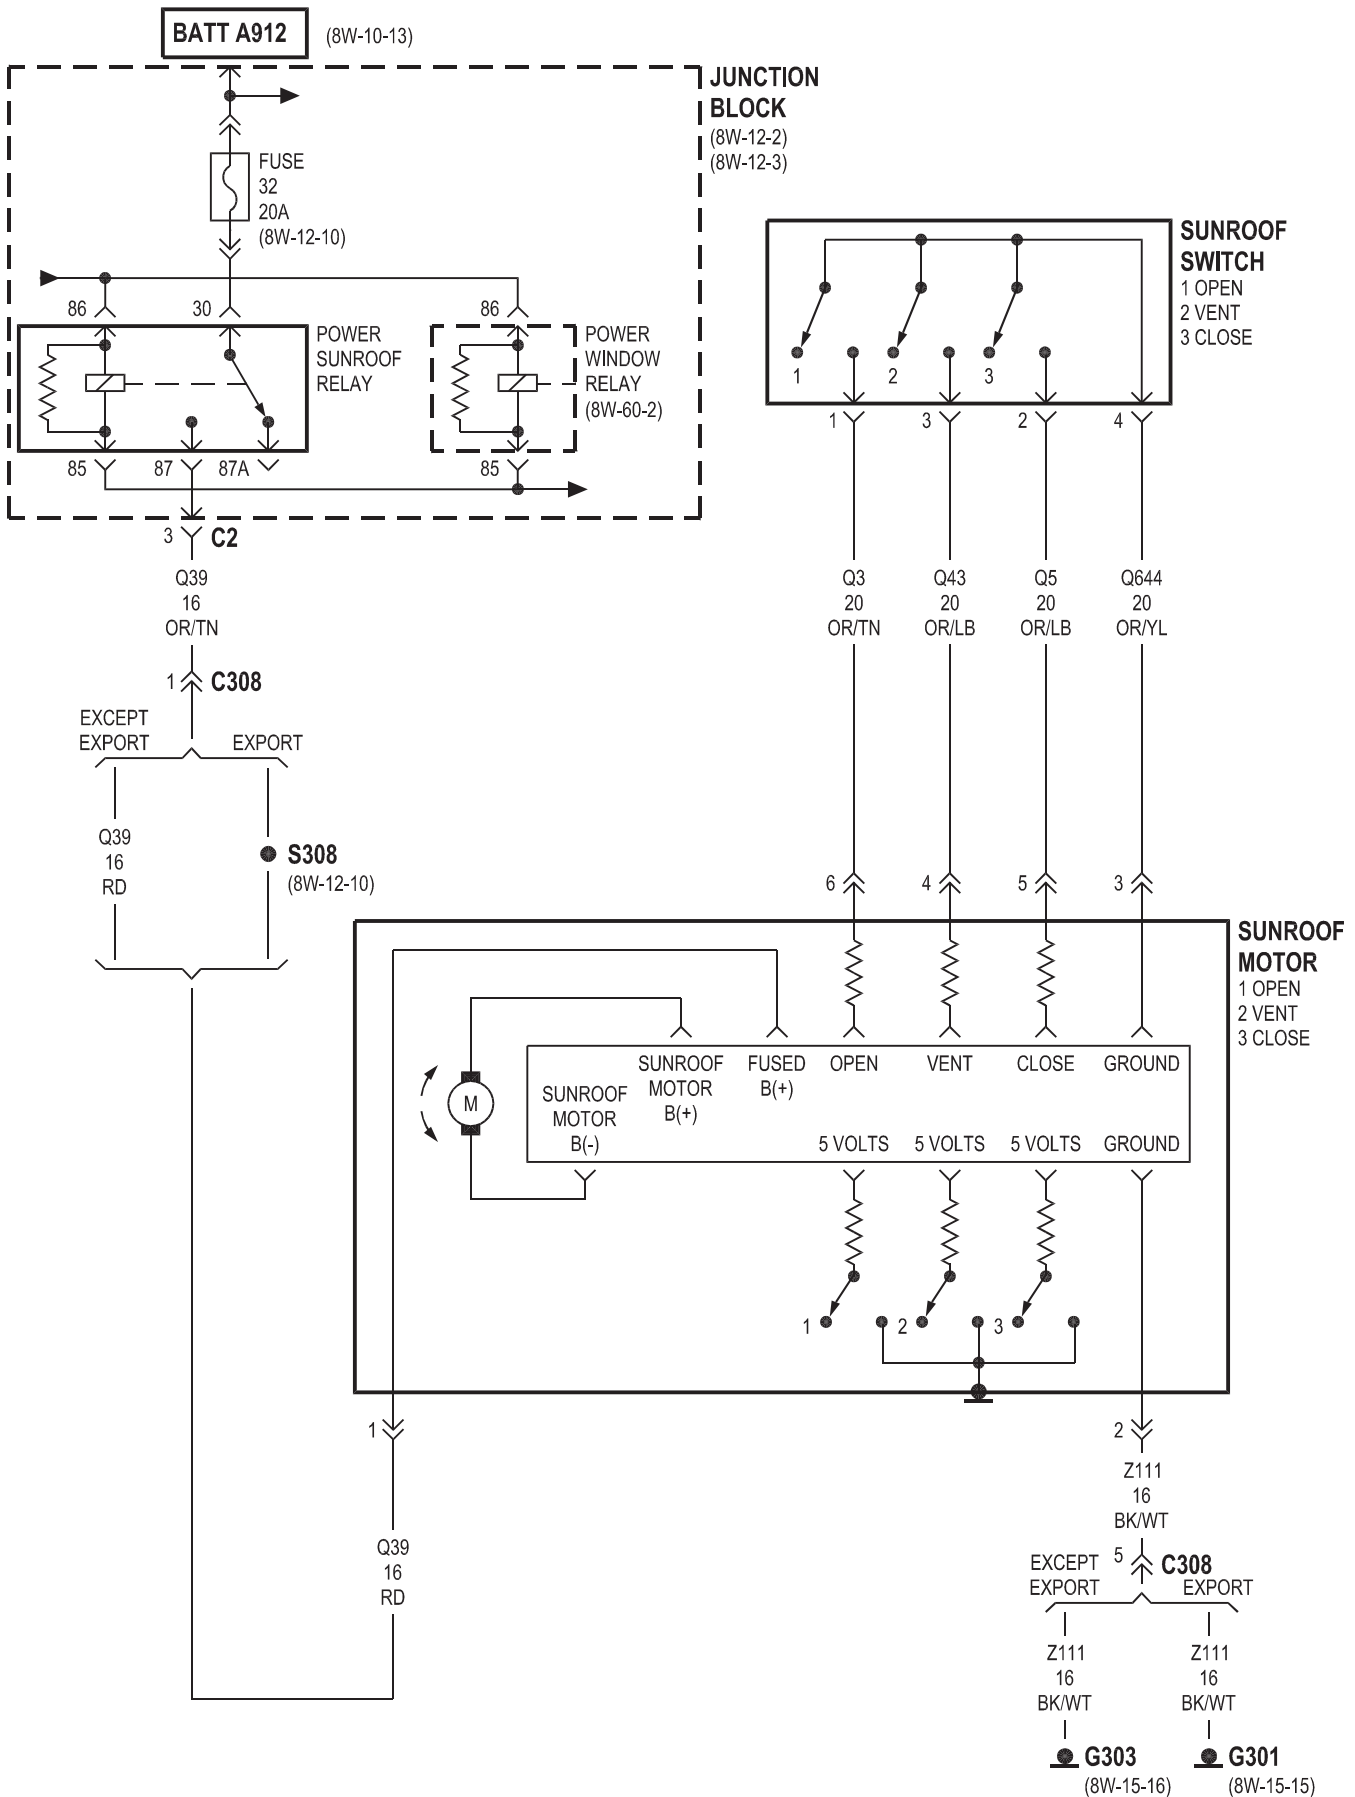 BATT A912
(8W-10-13)
JUNCTION
BLOCK
(8W-12-2)
(8W-12-3)
FUSE
32
20A
(8W-12-10)
86
30
86
POWER
SUNROOF
RELAY
POWER
WINDOW
RELAY
(8W-60-2)
85
87
87A
85
3
C2
Q39
16
OR/TN
1
C308
EXCEPT
EXPORT
EXPORT
Q39
16
RD
S308
(8W-12-10)
SUNROOF
SWITCH
1 OPEN
2 VENT
3 CLOSE
1
2
3
1
3
2
4
Q3
20
OR/TN
Q43
20
OR/LB
Q5
20
OR/LB
Q644
20
OR/YL
6
4
5
3
SUNROOF
MOTOR
1 OPEN
2 VENT
3 CLOSE
M
SUNROOF
MOTOR
B(-)
SUNROOF
MOTOR
B(+)
FUSED
B(+)
OPEN
VENT
CLOSE
GROUND
5 VOLTS
5 VOLTS
5 VOLTS
GROUND
1
2
3
1
Q39
16
RD
2
Z111
16
BK/WT
5
C308
EXCEPT
EXPORT
EXPORT
Z111
16
BK/WT
Z111
16
BK/WT
G303
(8W-15-16)
G301
(8W-15-15)